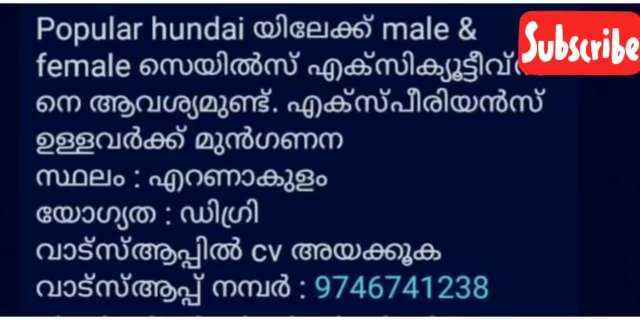 Popular hundai യിലേക്ക് male &
female സെയിൽസ് എക്സിക്യൂട്ടീവ്
നെ ആവശ്യമുണ്ട്. എക്സ്പീരിയൻസ്
ഉള്ളവർക്ക് മുൻഗണന
സ്ഥലം : എറണാകുളം
യോഗ്യത : ഡിഗ്രി
വാട്സ്ആപ്പിൽ cv അയക്കൂക
വാട്സ്ആപ്പ് നമ്പർ : 9746741238
Subscribe